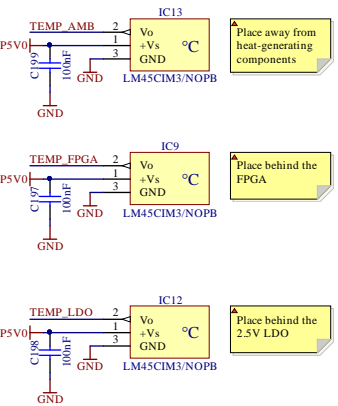 IC13
TEMP_AMB 2 Vo
P5V0 1 +Vs °C
3 GND
C199 100nF GND LM45CIM3/NOPB
GND
Place away from
heat-generating
components
IC9
TEMP_FPGA 2 Vo
P5V0 1 +Vs °C
3 GND
C197 100nF GND LM45CIM3/NOPB
GND
Place behind the
FPGA
IC12
TEMP_LDO 2 Vo
P5V0 1 +Vs °C
3 GND
C198 100nF GND LM45CIM3/NOPB
GND
Place behind the
2.5V LDO